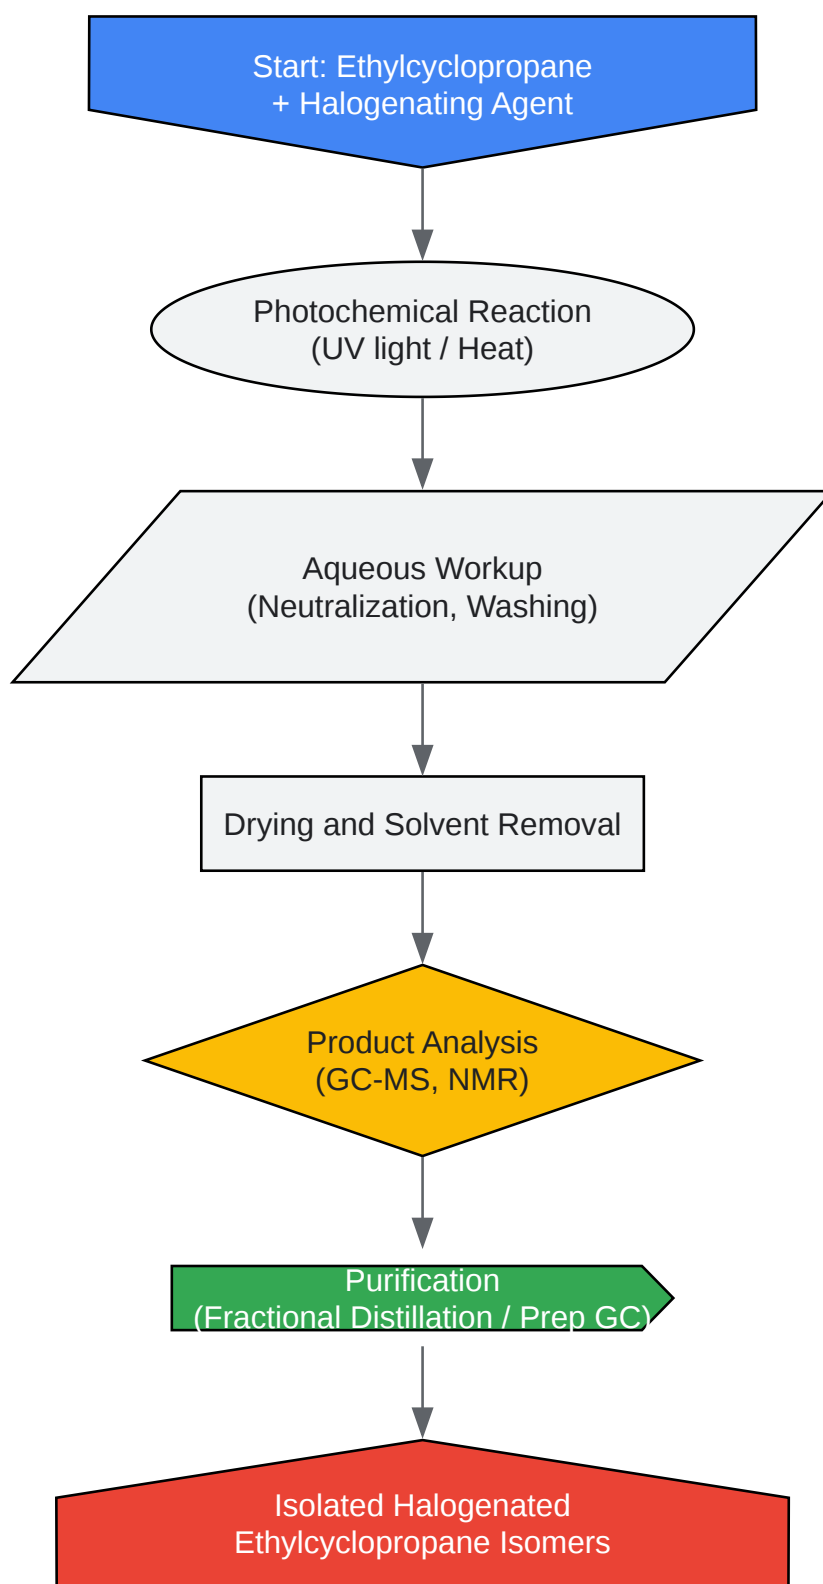 Start: Ethylcyclopropane
+ Halogenating Agent
Photochemical Reaction
(UV light / Heat)
Aqueous Workup
(Neutralization, Washing)
Drying and Solvent Removal
Product Analysis
(GC-MS, NMR)
Purification
(Fractional Distillation / Prep GC)
Isolated Halogenated
Ethylcyclopropane Isomers